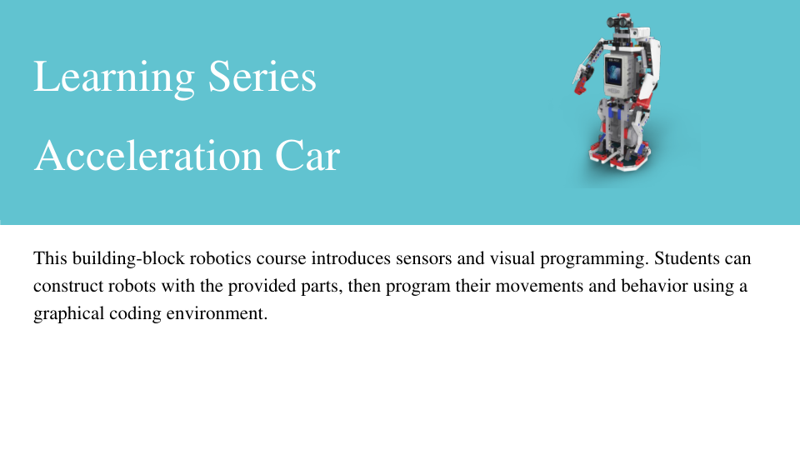 Learning Series
Acceleration Car
This building-block robotics course introduces sensors and visual programming. Students can
construct robots with the provided parts, then program their movements and behavior using a
graphical coding environment.